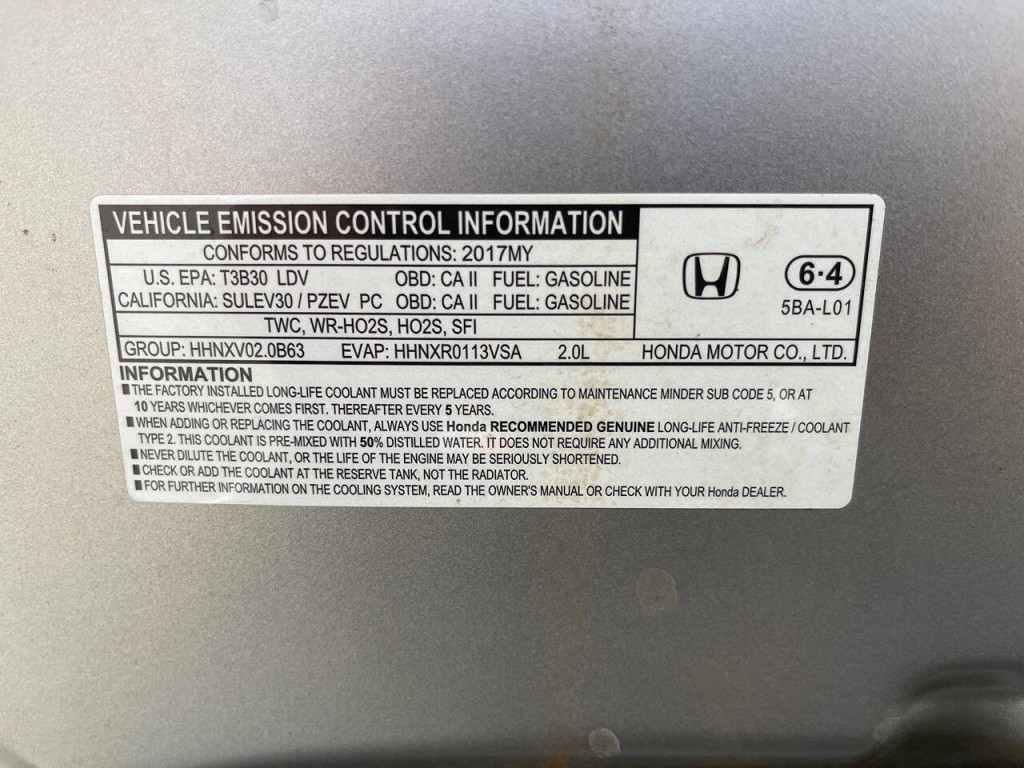 VEHICLE EMISSION CONTROL INFORMATION
CONFORMS TO REGULATIONS: 2017MY
U.S. EPA: T3B30 LDV OBD: CA II FUEL: GASOLINE
CALIFORNIA: SULEV30 / PZEV PC OBD: CA II FUEL: GASOLINE
TWC, WR-HO2S, HO2S, SFI
6·4
5BA-L01
GROUP: HHNXV02.0B63 EVAP: HHNXR0113VSA 2.0L HONDA MOTOR CO., LTD.
INFORMATION
■ THE FACTORY INSTALLED LONG-LIFE COOLANT MUST BE REPLACED ACCORDING TO MAINTENANCE MINDER SUB CODE 5, OR AT
10 YEARS WHICHEVER COMES FIRST. THEREAFTER EVERY 5 YEARS.
■ WHEN ADDING OR REPLACING THE COOLANT, ALWAYS USE Honda RECOMMENDED GENUINE LONG-LIFE ANTI-FREEZE / COOLANT
TYPE 2. THIS COOLANT IS PRE-MIXED WITH 50% DISTILLED WATER. IT DOES NOT REQUIRE ANY ADDITIONAL MIXING.
■ NEVER DILUTE THE COOLANT, OR THE LIFE OF THE ENGINE MAY BE SERIOUSLY SHORTENED.
■ CHECK OR ADD THE COOLANT AT THE RESERVE TANK, NOT THE RADIATOR.
■ FOR FURTHER INFORMATION ON THE COOLING SYSTEM, READ THE OWNER'S MANUAL OR CHECK WITH YOUR Honda DEALER.